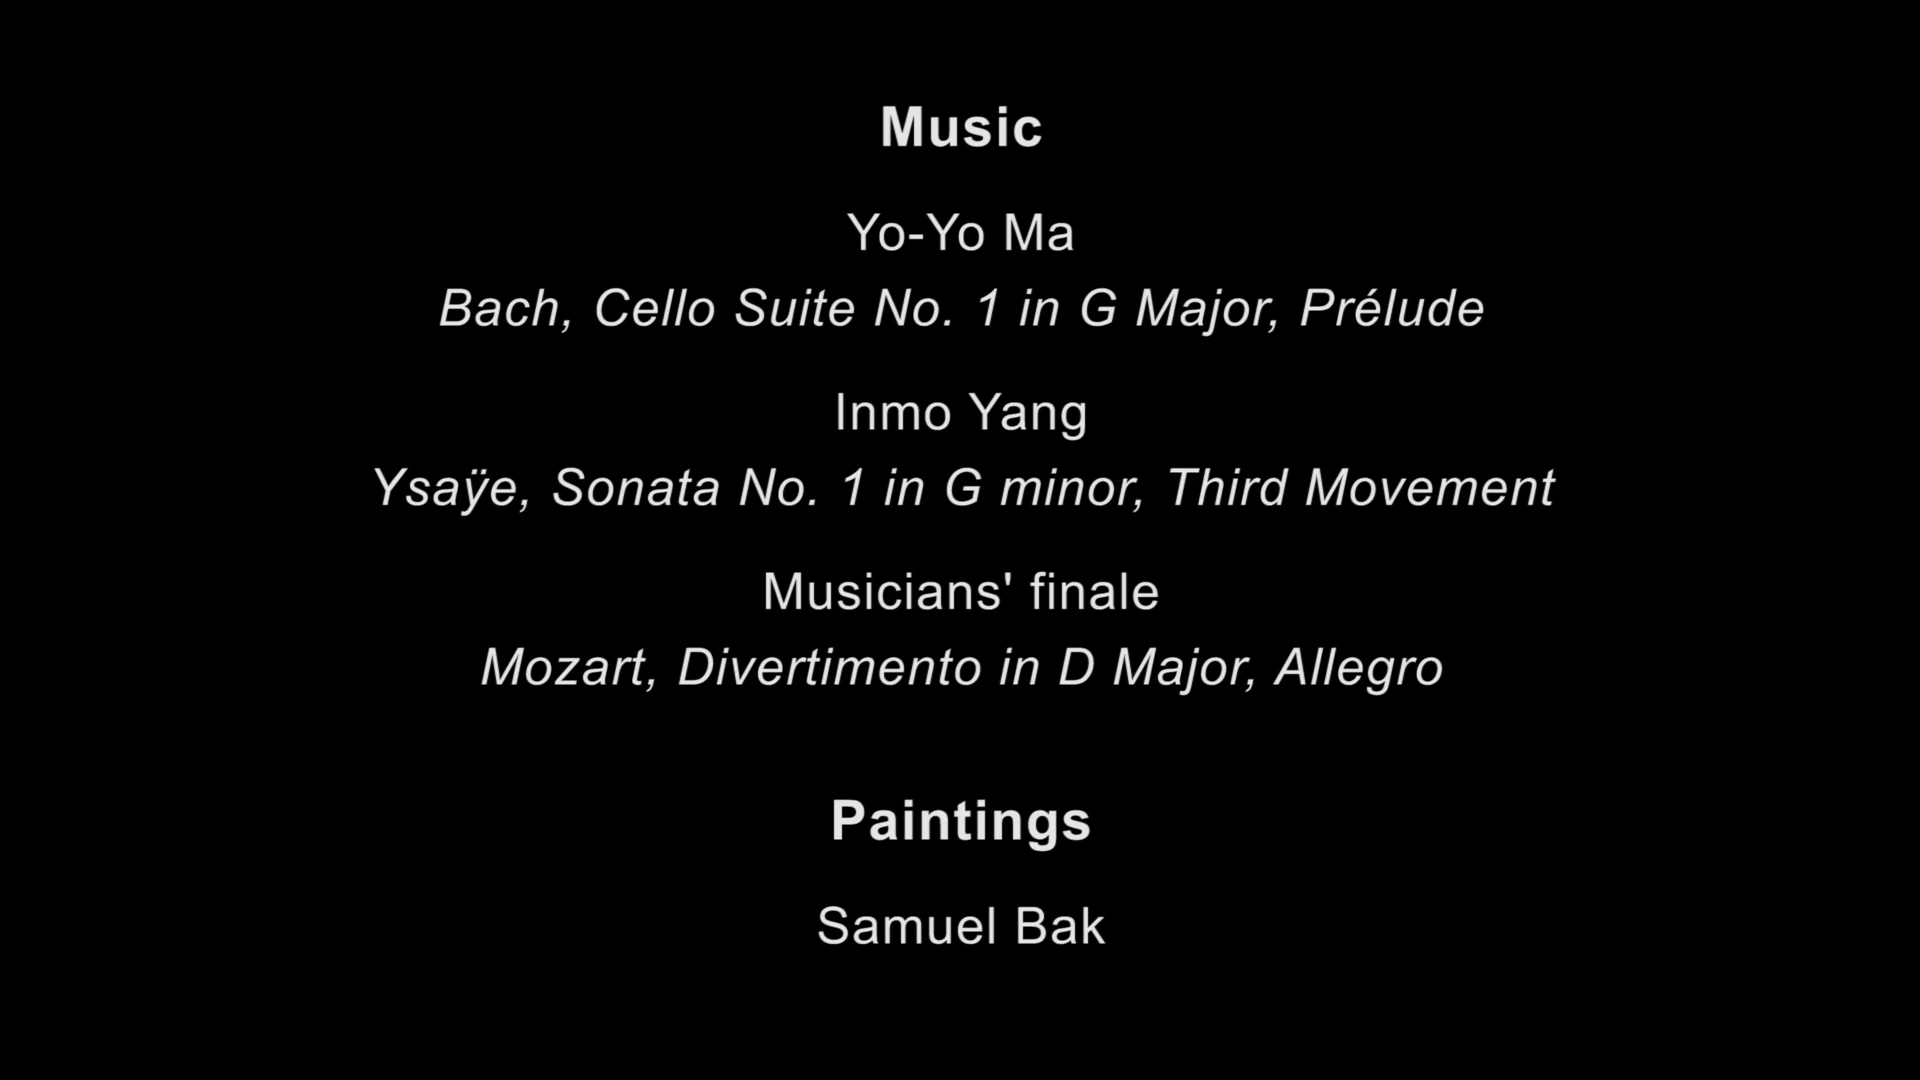 Music
Yo-Yo Ma
Bach, Cello Suite No. 1 in G Major, Prélude
Inmo Yang
Ysaÿe, Sonata No. 1 in G minor, Third Movement
Musicians' finale
Mozart, Divertimento in D Major, Allegro
Paintings
Samuel Bak